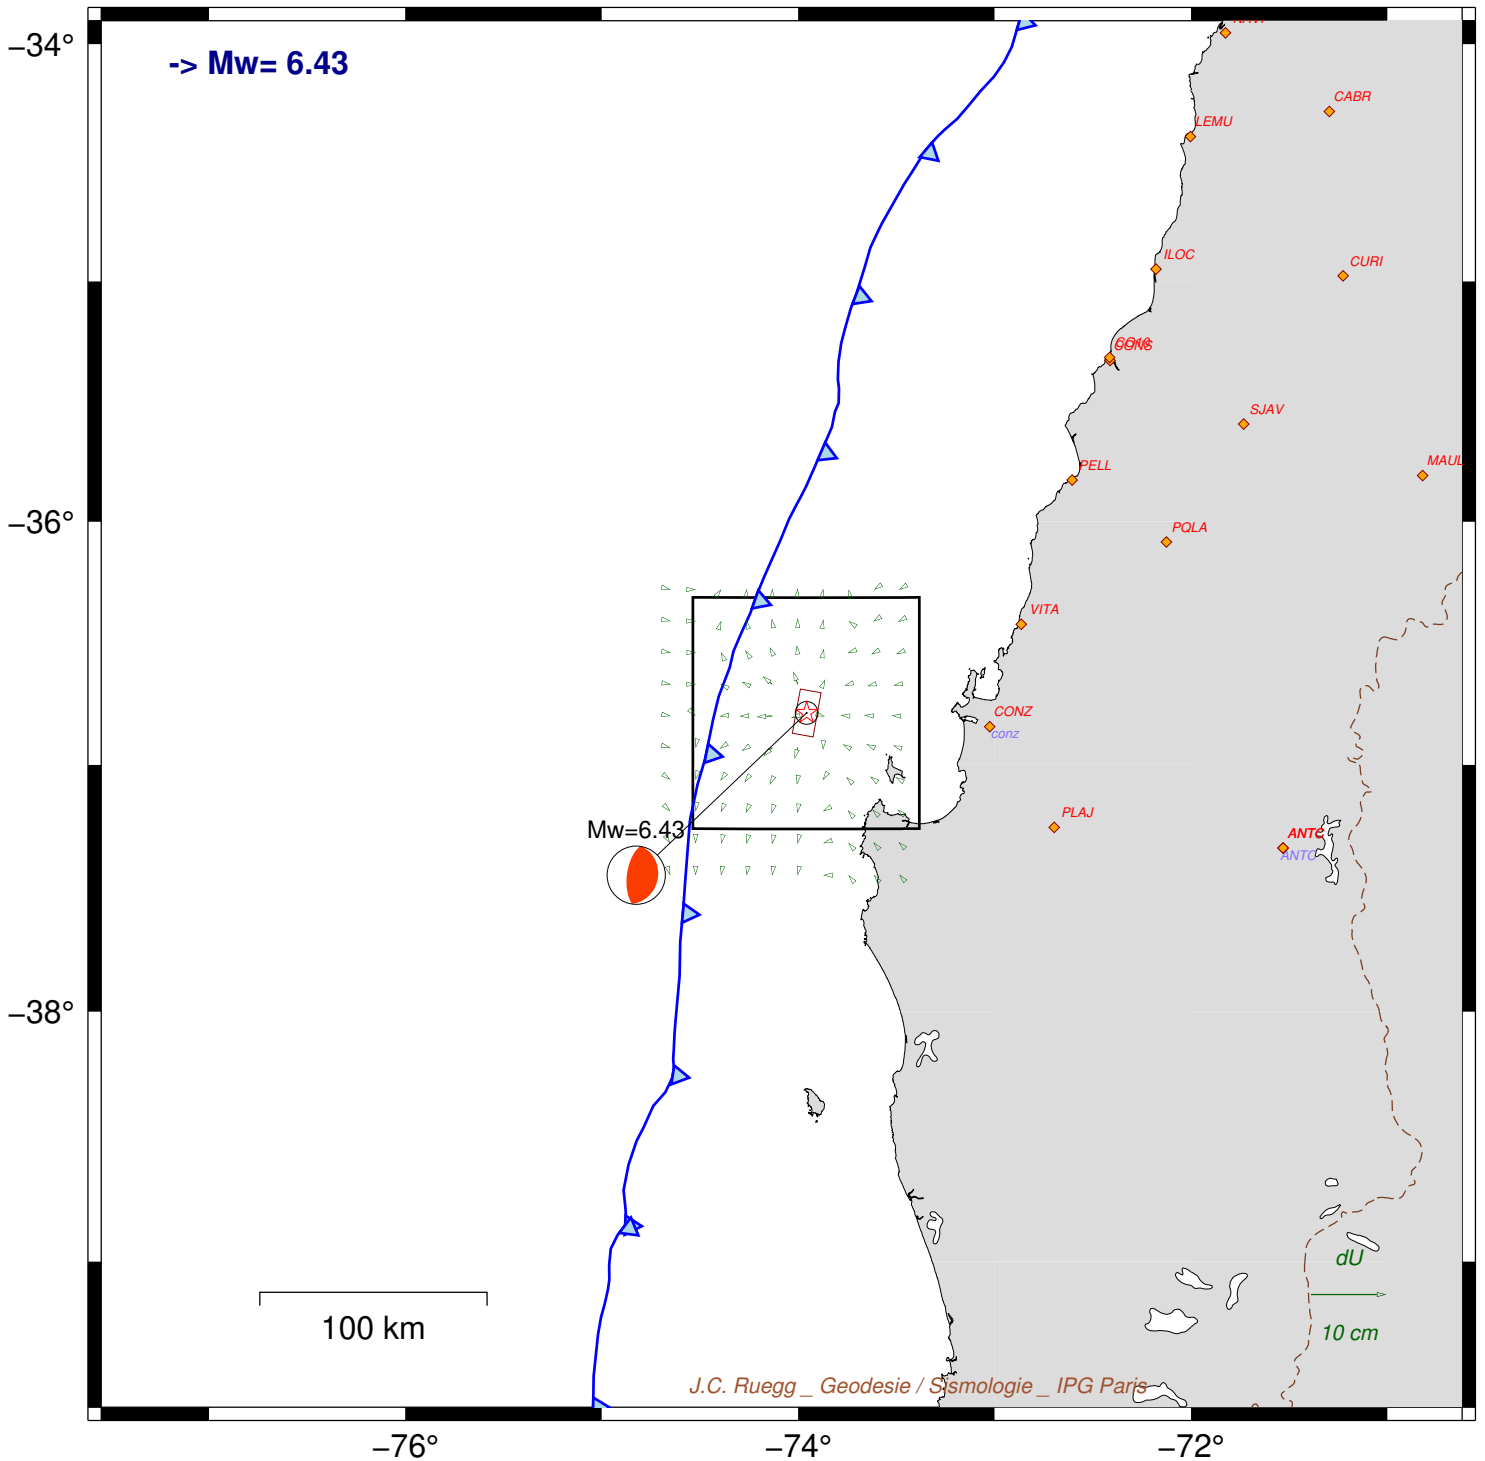 −34°
-> Mw= 6.43
CABR
LEMU
ILOC
CURI
CONS
SJAV
MAUL
PELL
−36°
PQLA
VITA
CONZ
conz
PLAJ
Mw=6.43
ANTC
ANTC
−38°
dU
100 km
10 cm
J.C. Ruegg _ Geodesie / Sismologie _ IPG Paris
−76°
−74°
−72°